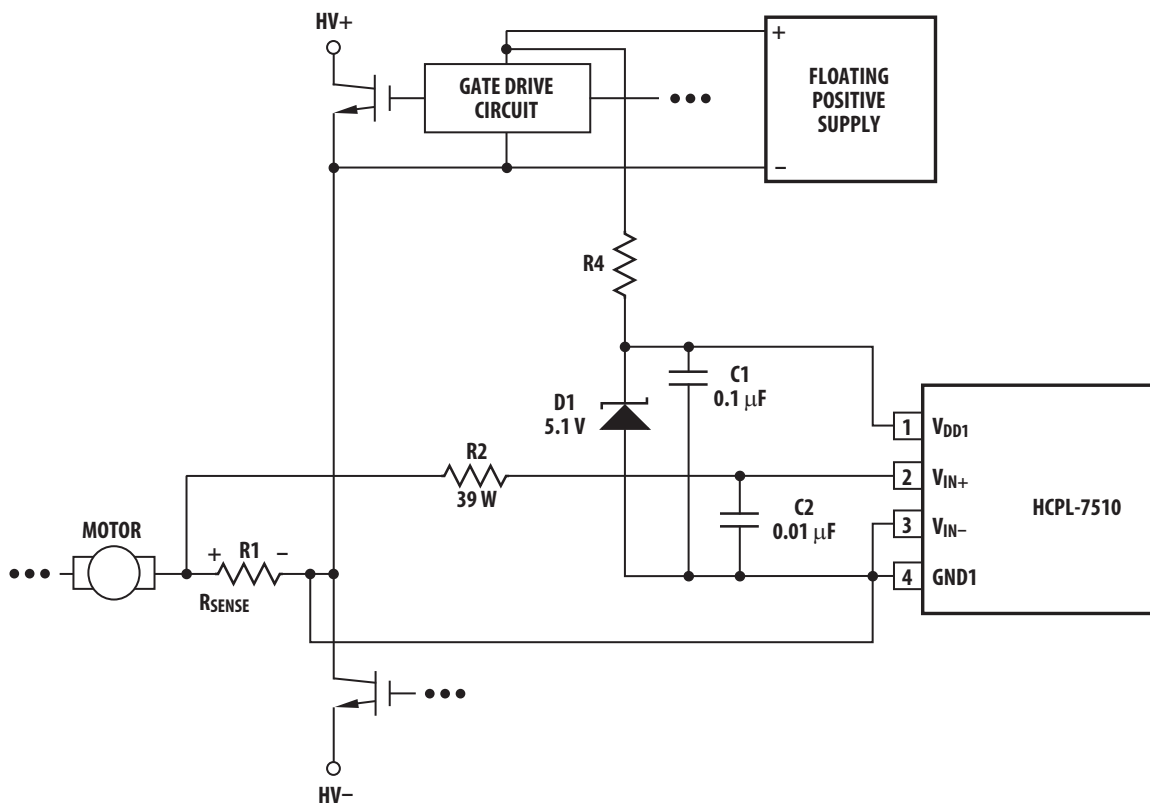 HV+
+
GATE DRIVE
CIRCUIT
FLOATING
POSITIVE
SUPPLY
–
R4
C1
0.1 μF
D1
5.1 V
1
VDD1
R2
39 W
2
VIN+
HCPL-7510
C2
0.01 μF
3
VIN–
MOTOR
+
R1
–
4
GND1
RSENSE
HV–